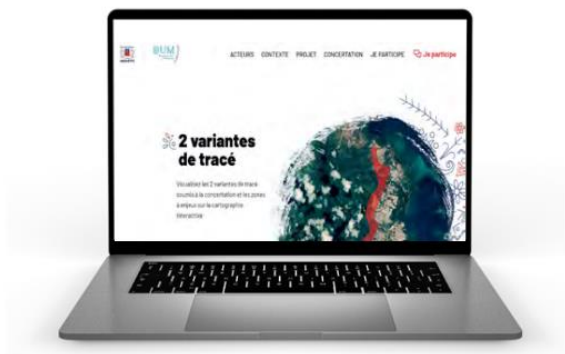 ACTEURS CONTEXTE PROJET CONCERTATION JE PARTICIPE Je participe
2 variantes
de tracé
Visualisez les 2 variantes de tracé
soumis à la concertation et les zones
à enjeux sur la cartographie
interactive